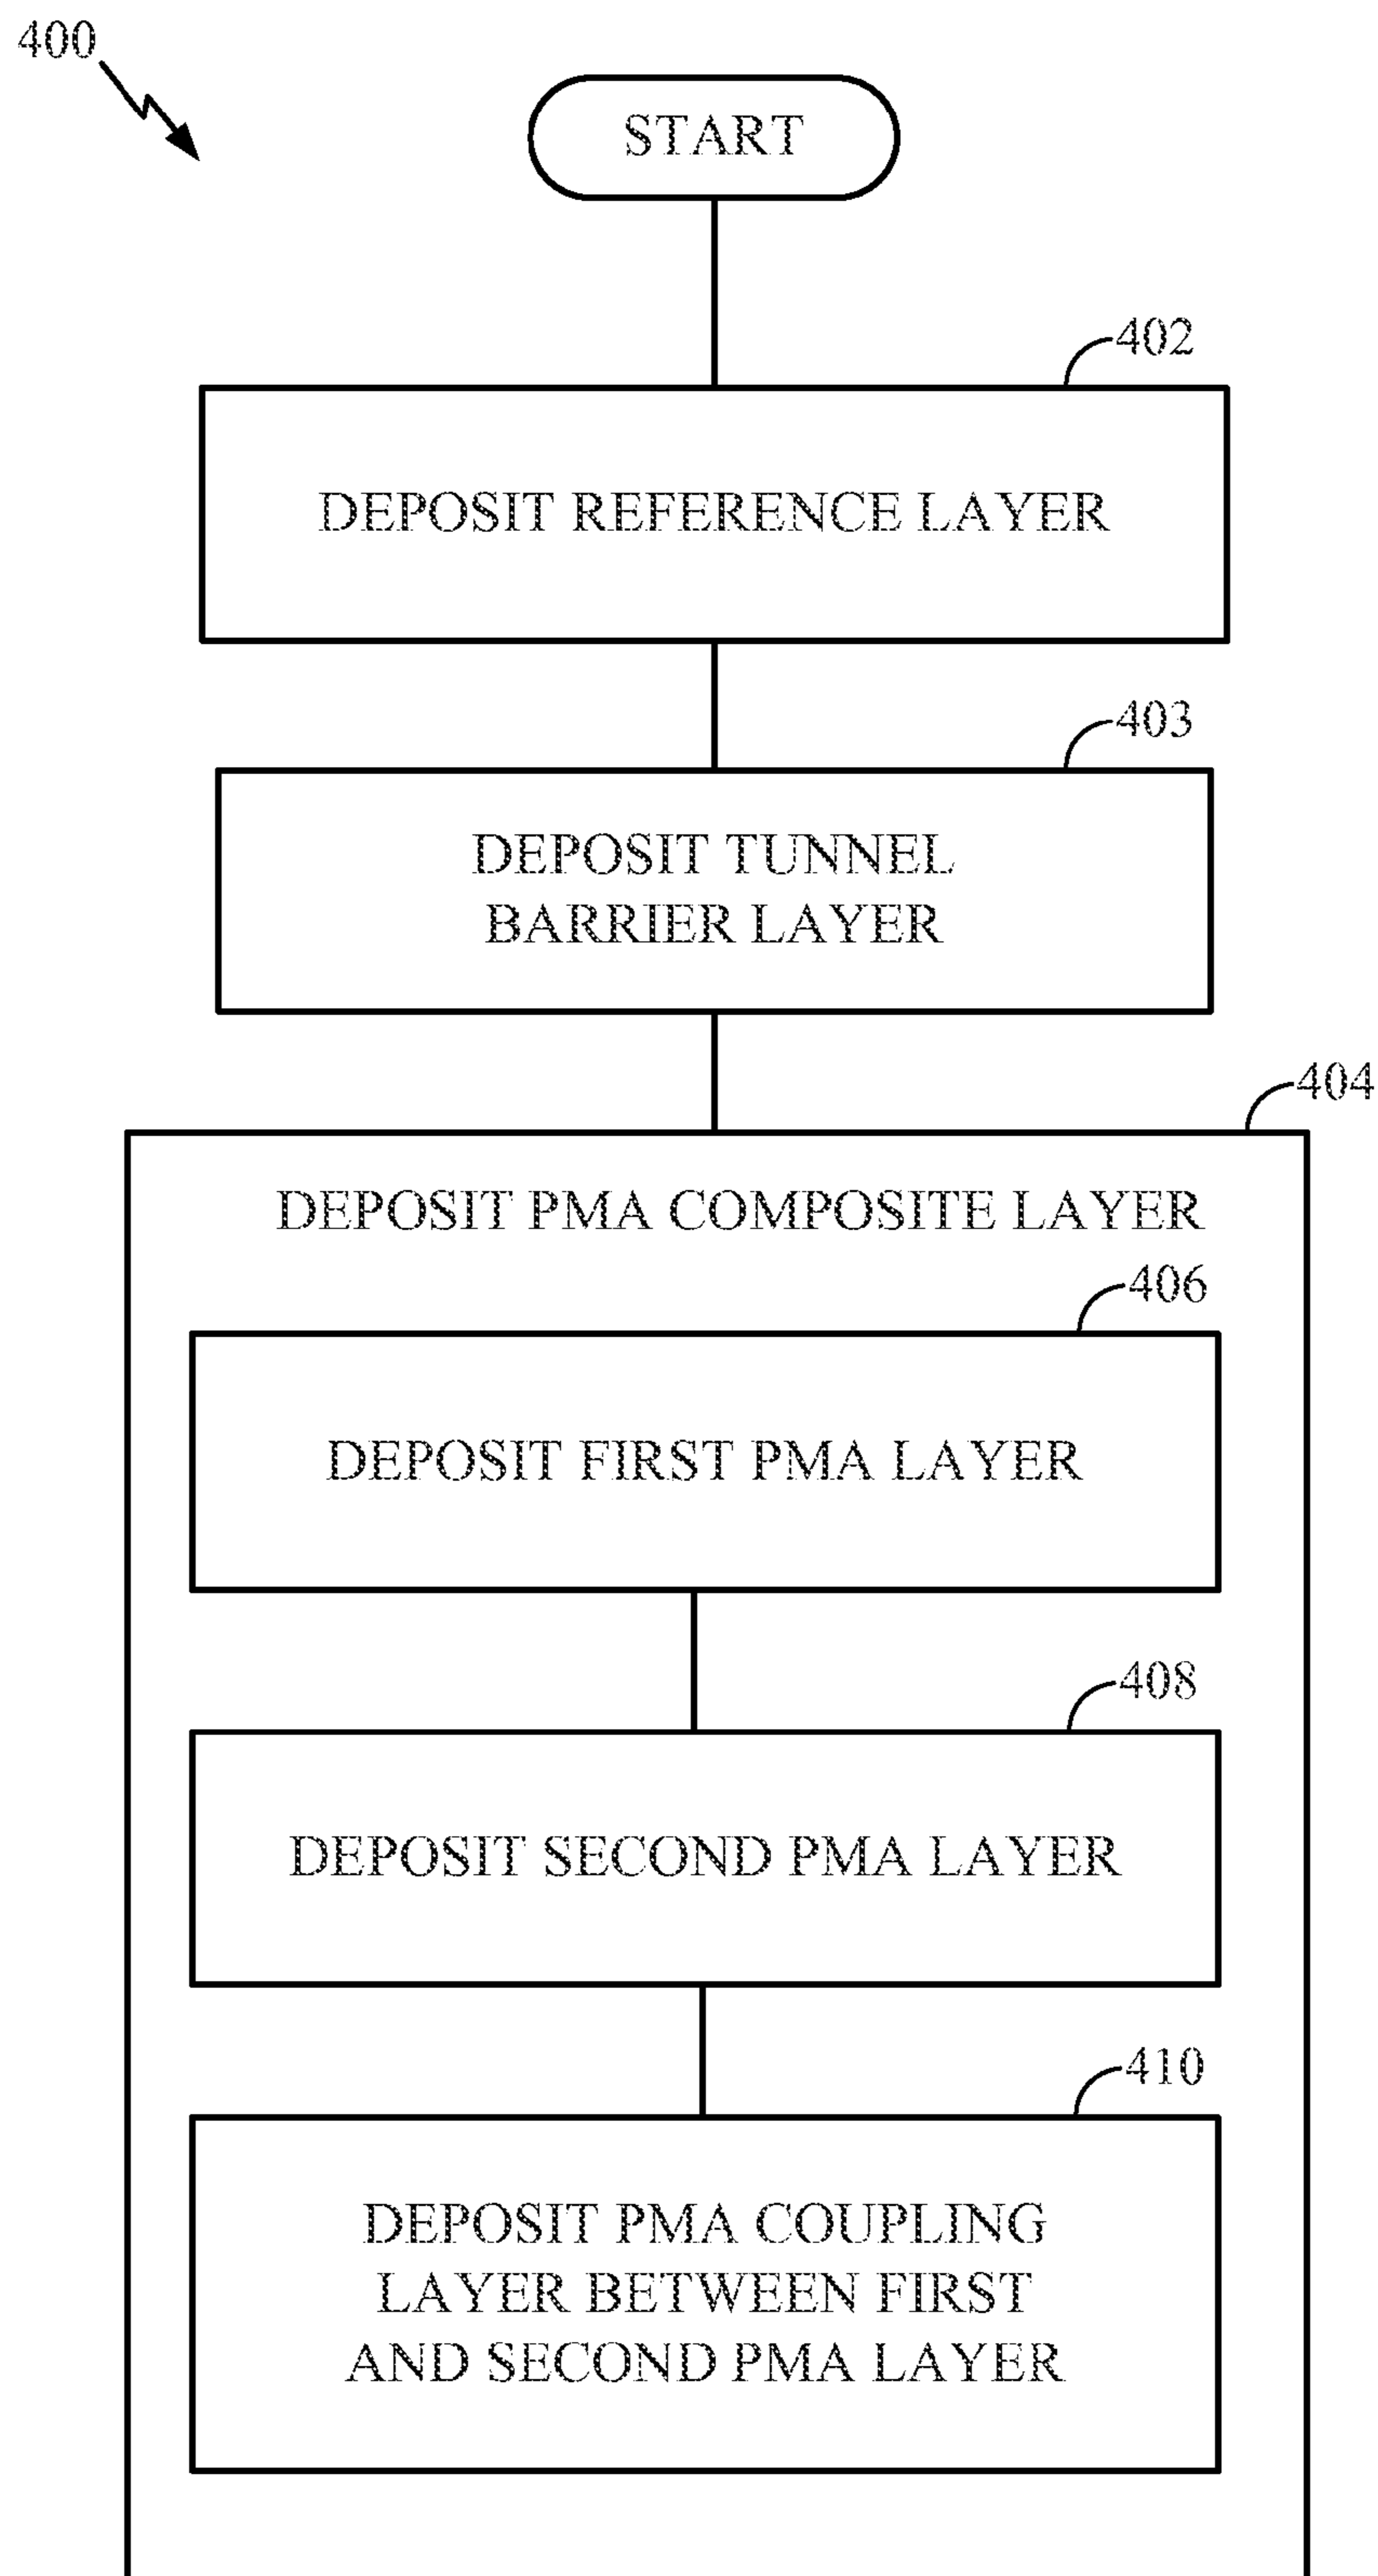 400
START
402
DEPOSIT REFERENCE LAYER
403
DEPOSIT TUNNEL
BARRIER LAYER
404
DEPOSIT PMA COMPOSITE LAYER
406
DEPOSIT FIRST PMA LAYER
408
DEPOSIT SECOND PMA LAYER
410
DEPOSIT PMA COUPLING
LAYER BETWEEN FIRST
AND SECOND PMA LAYER